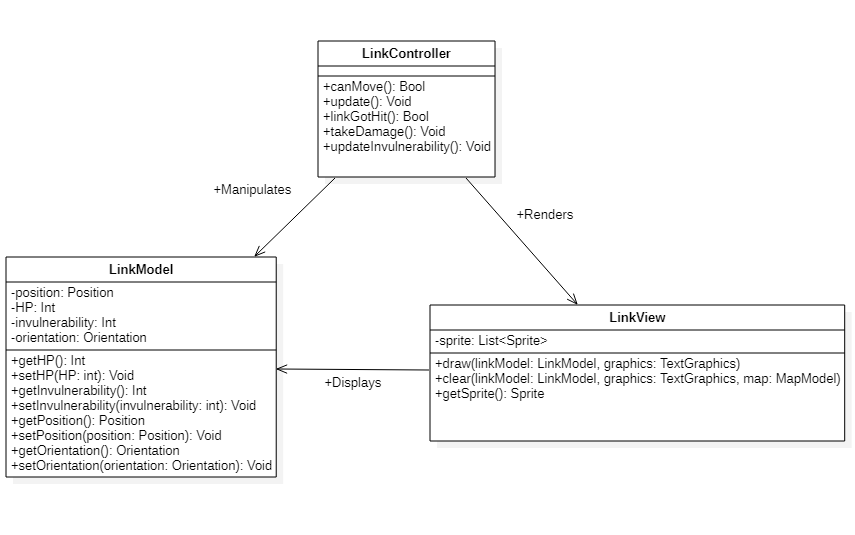 LinkController
+canMove(): Bool
+update(): Void
+linkGotHit(): Bool
+takeDamage(): Void
+updateInvulnerability(): Void
+Manipulates
+Renders
LinkModel
-position: Position
-HP: Int
-invulnerability: Int
-orientation: Orientation
+getHP(): Int
+setHP(HP: int): Void
+getInvulnerability(): Int
+setInvulnerability(invulnerability: int): Void
+getPosition(): Position
+setPosition(position: Position): Void
+getOrientation(): Orientation
+setOrientation(orientation: Orientation): Void
+Displays
LinkView
-sprite: List<Sprite>
+draw(linkModel: LinkModel, graphics: TextGraphics)
+clear(linkModel: LinkModel, graphics: TextGraphics, map: MapModel)
+getSprite(): Sprite